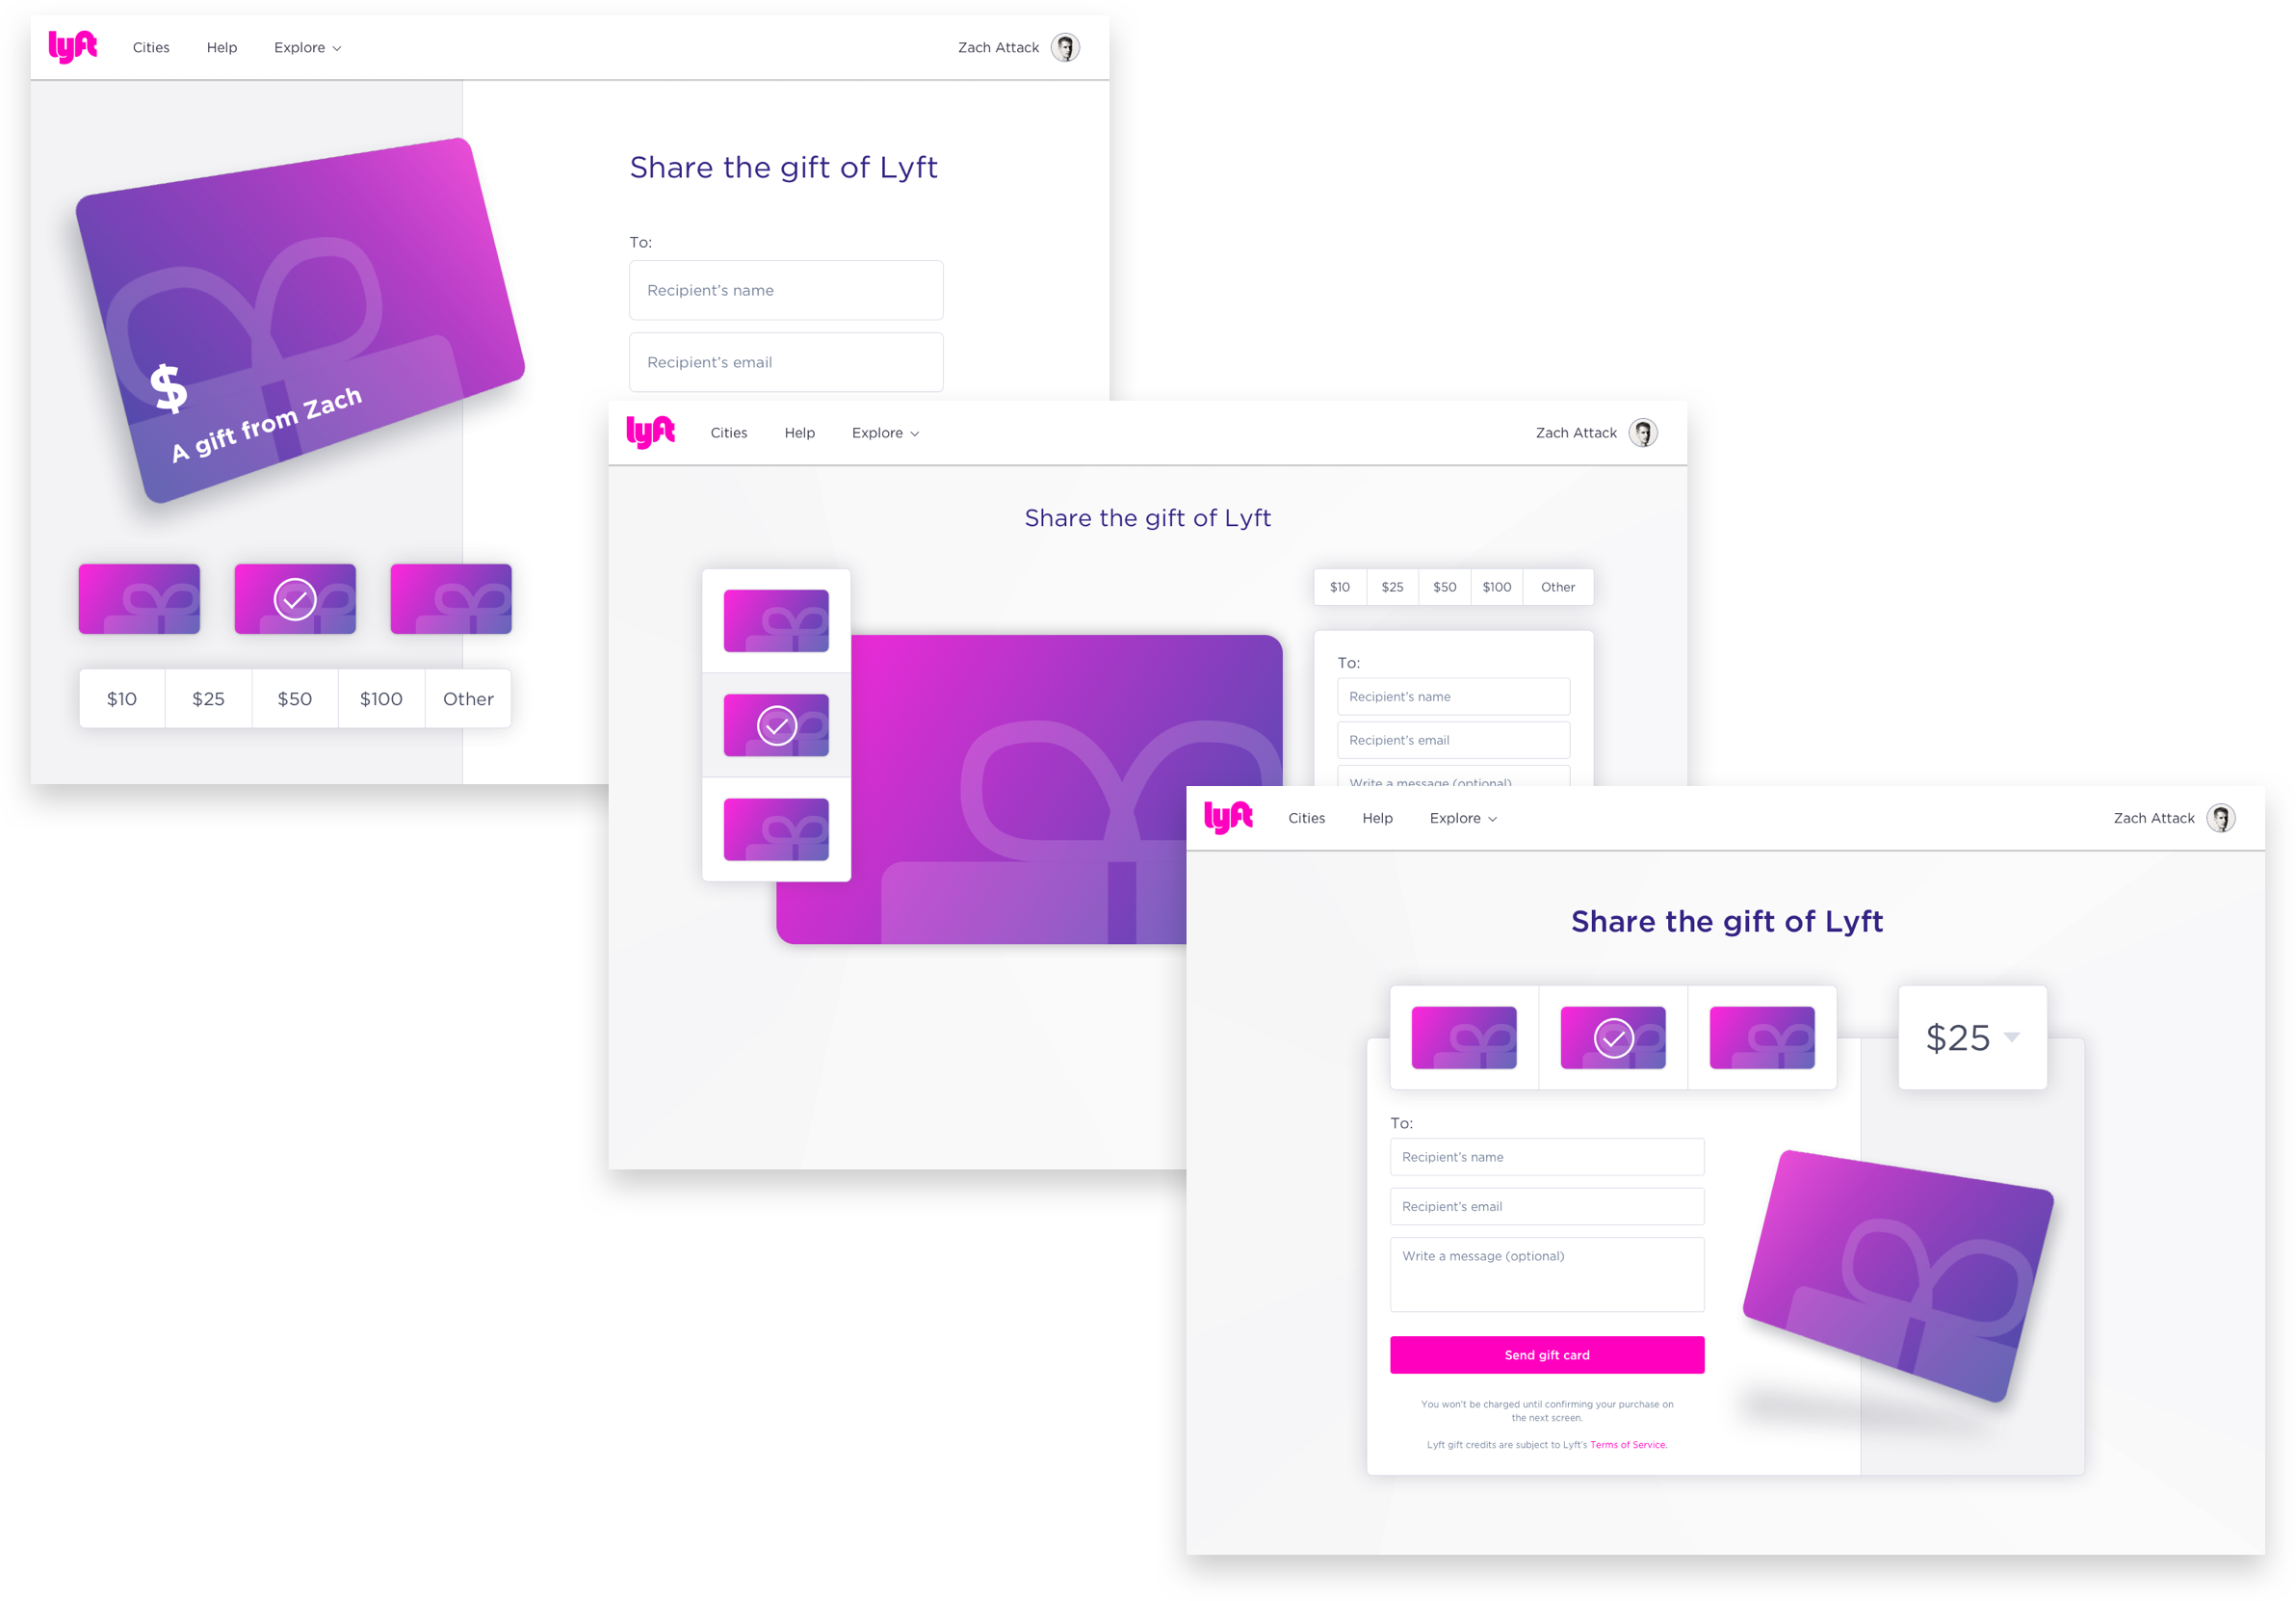 lyft
Cities
Help
Explore
Zach Attack
Share the gift of Lyft
To:
Recipient's name
Recipient's email
$
A gift from Zach
$10
$25
$50
$100
Other
lyft
Cities
Help
Explore
Zach Attack
Share the gift of Lyft
$10
$25
$50
$100
Other
To:
Recipient's name
Recipient's email
Write a message (optional)
lyft
Cities
Help
Explore
Zach Attack
Share the gift of Lyft
$25
To:
Recipient's name
Recipient's email
Write a message (optional)
Send gift card
You won't be charged until confirming your purchase on
the next screen.
Lyft gift credits are subject to Lyft's Terms of Service.